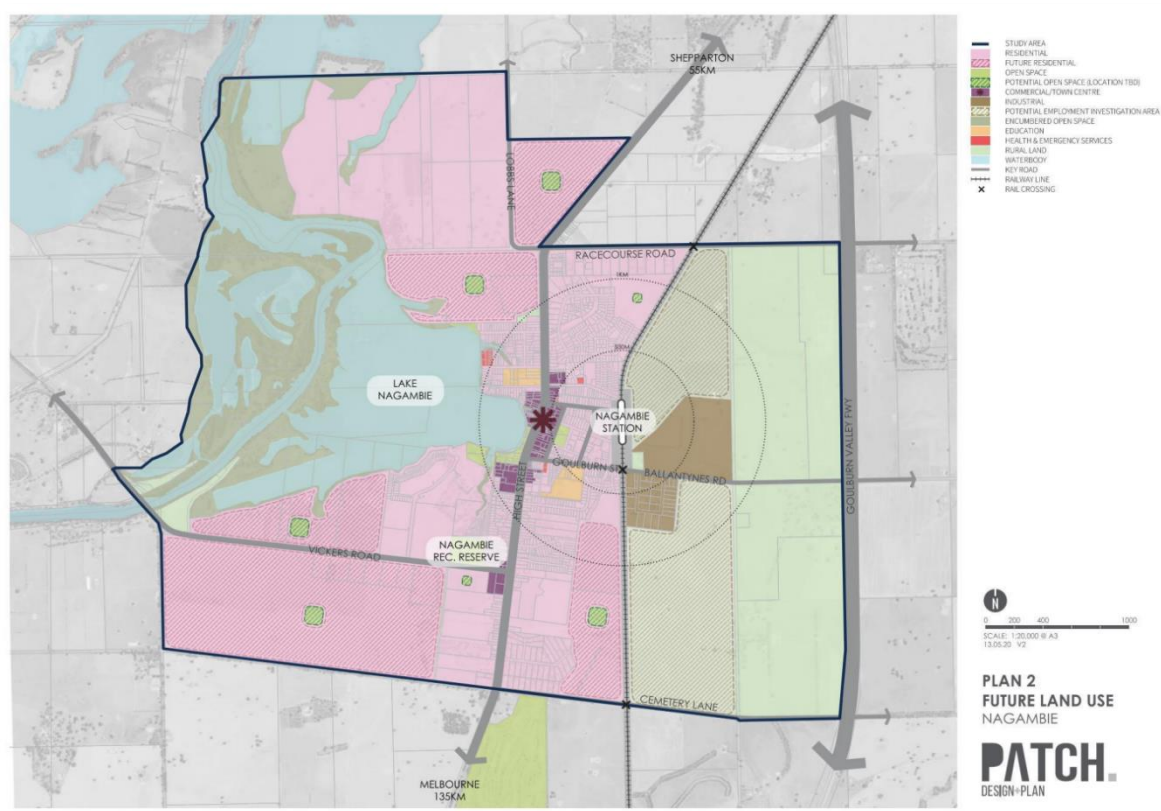 SHEPPARTON
55KM
LOBBS LANE
RACECOURSE ROAD
1KM
500M
LAKE
NAGAMBIE
NAGAMBIE
STATION
GOULBURN ST
BALLANTYNES RD
HIGH STREET
GOULBURN VALLEY FWY
VICKERS ROAD
NAGAMBIE
REC. RESERVE
CEMETERY LANE
MELBOURNE
135KM
STUDY AREA
RESIDENTIAL
FUTURE RESIDENTIAL
OPEN SPACE
POTENTIAL OPEN SPACE (LOCATION TBD)
COMMERCIAL/TOWN CENTRE
INDUSTRIAL
POTENTIAL EMPLOYMENT INVESTIGATION AREA
ENCUMBERED OPEN SPACE
EDUCATION
HEALTH & EMERGENCY SERVICES
RURAL LAND
WATERBODY
KEY ROAD
RAILWAY LINE
RAIL CROSSING
N
0 200 400 1000
SCALE: 1:20,000 @ A3
13.05.20 V2
PLAN 2
FUTURE LAND USE
NAGAMBIE
PATCH.
DESIGN+PLAN